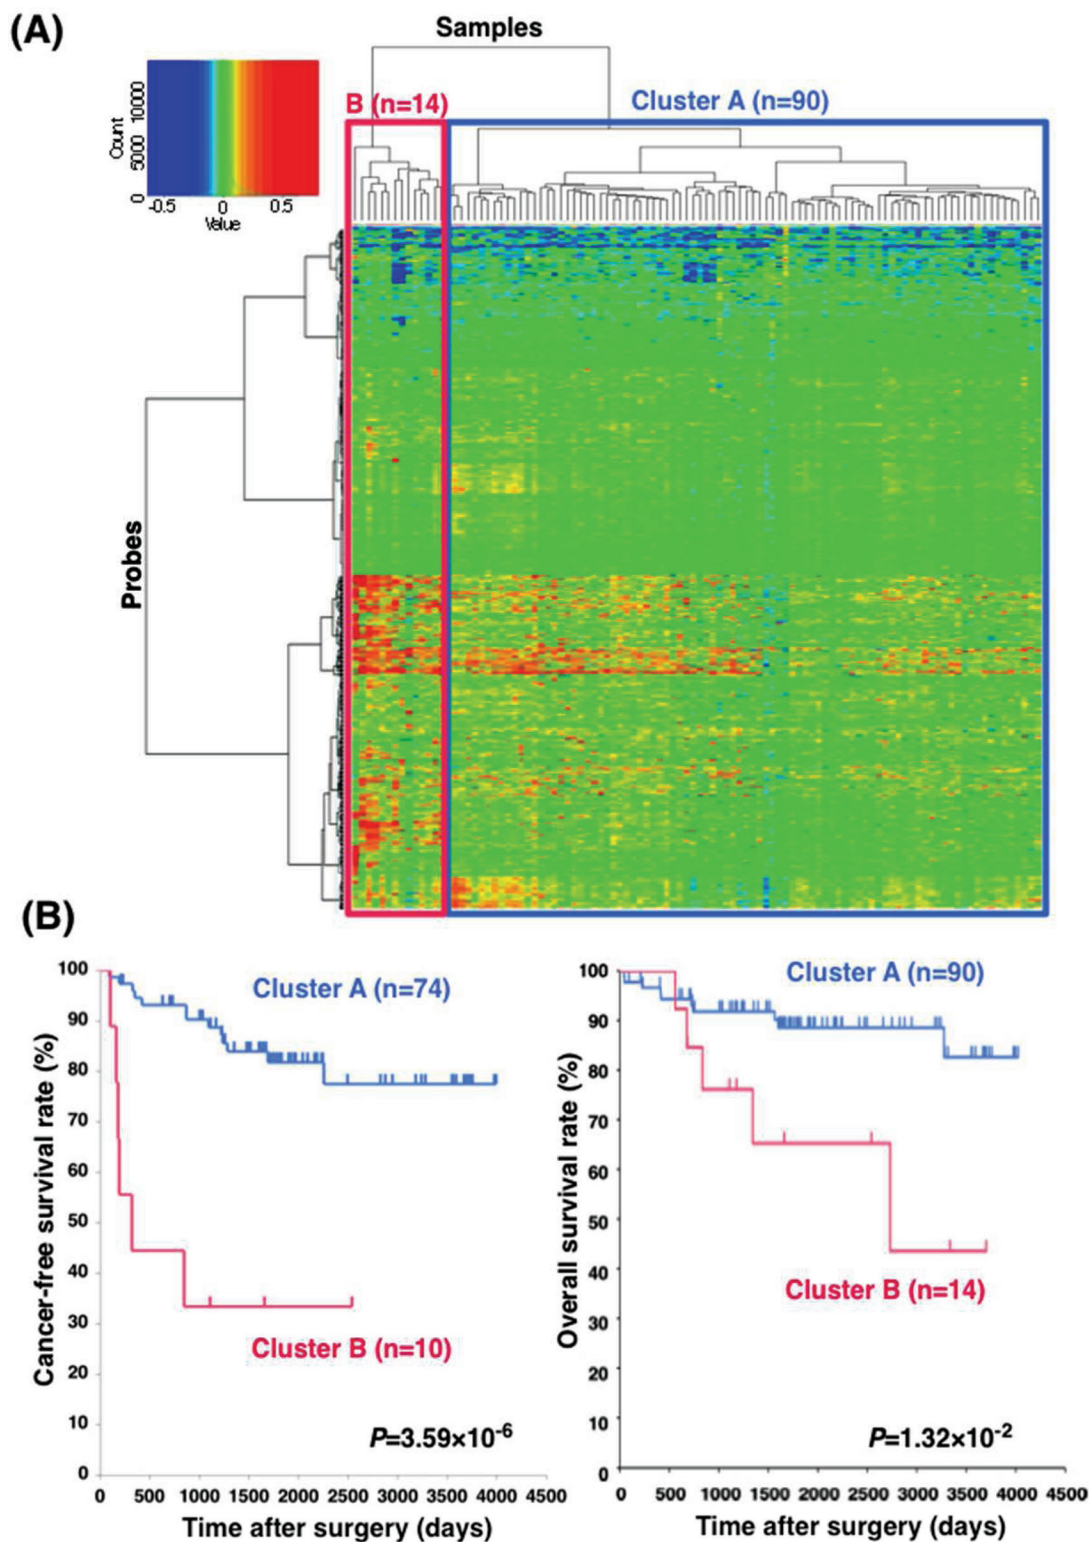 (A)
Samples
B (n=14)
Cluster A (n=90)
Count
0 5000 10000
-0.5 0 0.5
Value
Probes
(B)
100
90
80
70
60
50
40
30
20
10
0
Cancer-free survival rate (%)
Cluster A (n=74)
Cluster B (n=10)
P=3.59×10-6
0 500 1000 1500 2000 2500 3000 3500 4000 4500
Time after surgery (days)
100
90
80
70
60
50
40
30
20
10
0
Overall survival rate (%)
Cluster A (n=90)
Cluster B (n=14)
P=1.32×10-2
0 500 1000 1500 2000 2500 3000 3500 4000 4500
Time after surgery (days)